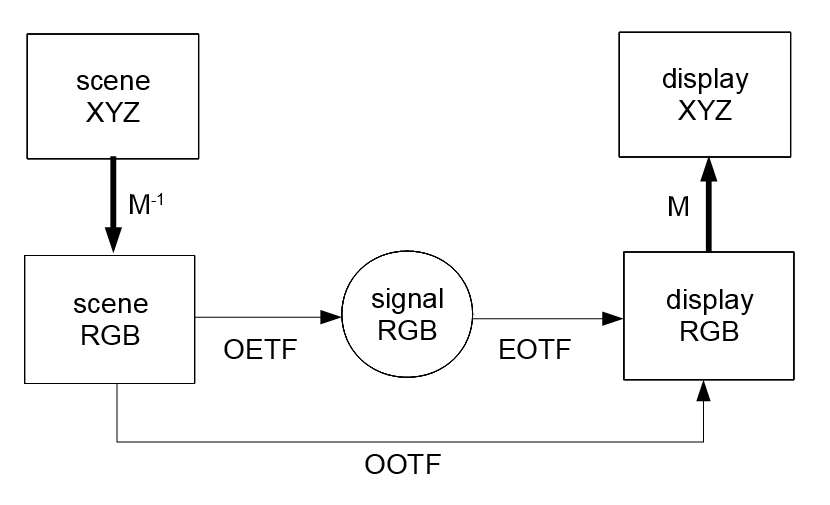 scene
XYZ
display
XYZ
M-1
M
scene
RGB
signal
RGB
display
RGB
OETF
EOTF
OOTF